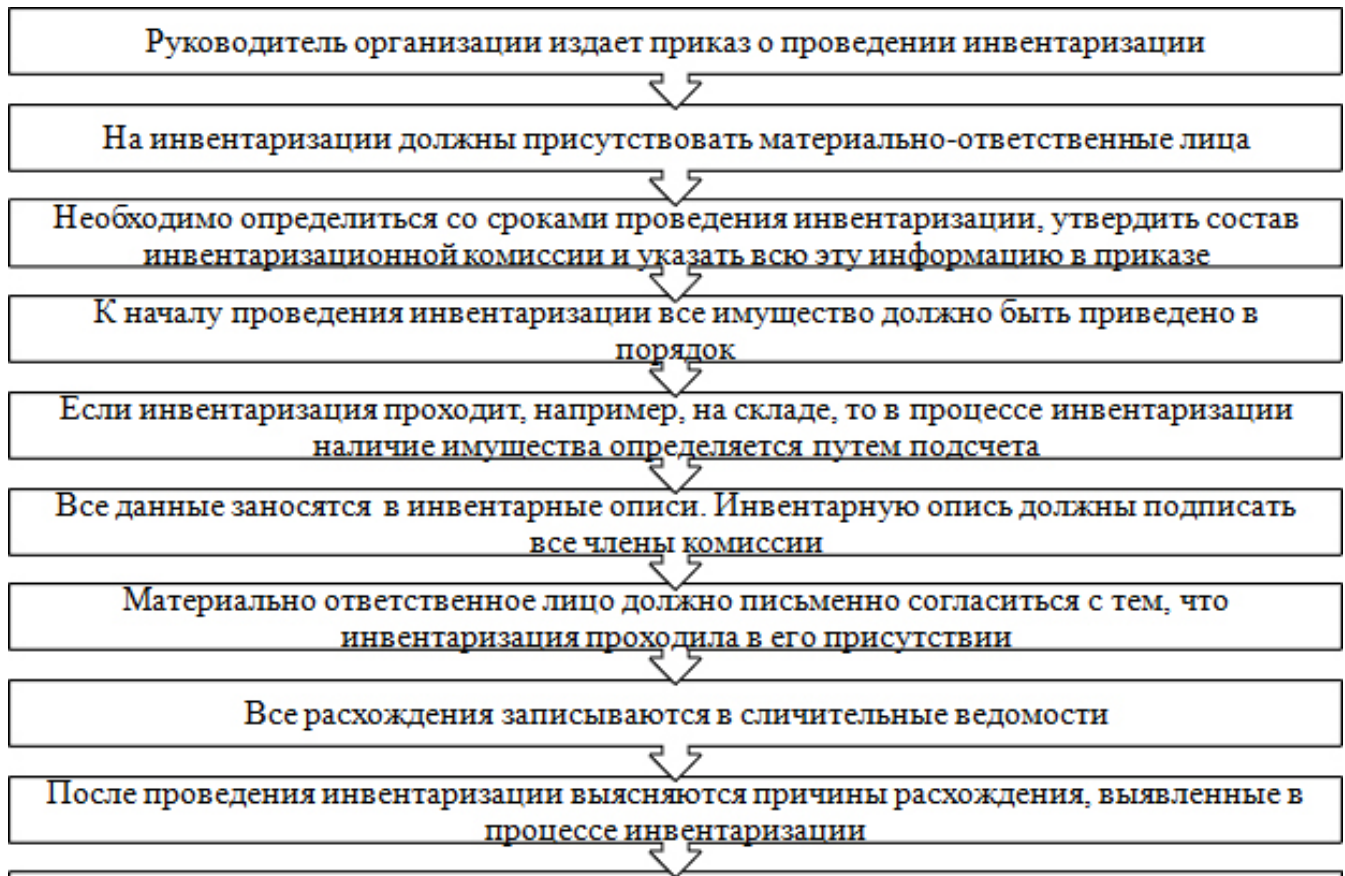 Руководитель организации издает приказ о проведении инвентаризации
На инвентаризации должны присутствовать материально-ответственные лица
Необходимо определиться со сроками проведения инвентаризации, утвердить состав
инвентаризационной комиссии и указать всю эту информацию в приказе
К началу проведения инвентаризации все имущество должно быть приведено в
порядок
Если инвентаризация проходит, например, на складе, то в процессе инвентаризации
наличие имущества определяется путем подсчета
Все данные заносятся в инвентарные описи. Инвентарную опись должны подписать
все члены комиссии
Материально ответственное лицо должно письменно согласиться с тем, что
инвентаризация проходила в его присутствии
Все расхождения записываются в сличительные ведомости
После проведения инвентаризации выясняются причины расхождения, выявленные в
процессе инвентаризации